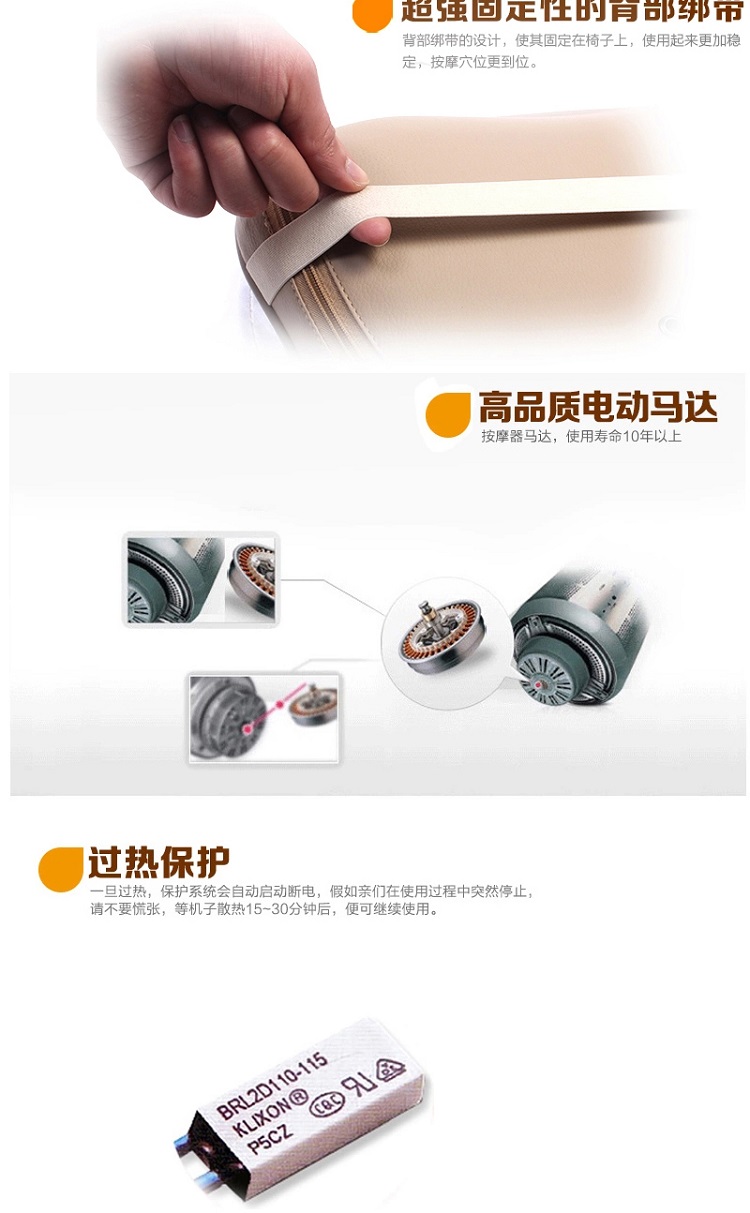 超强固定性的背部绑带
背部绑带的设计，使其固定在椅子上，使用起来更加稳
定，按摩穴位更到位。
高品质电动马达
按摩器马达，使用寿命10年以上
过热保护
一旦过热，保护系统会自动启动断电，假如亲们在使用过程中突然停止，
请不要慌张，等机子散热15~30分钟后，便可继续使用。
BRL2D110-115
KLIXON®
P5CZ